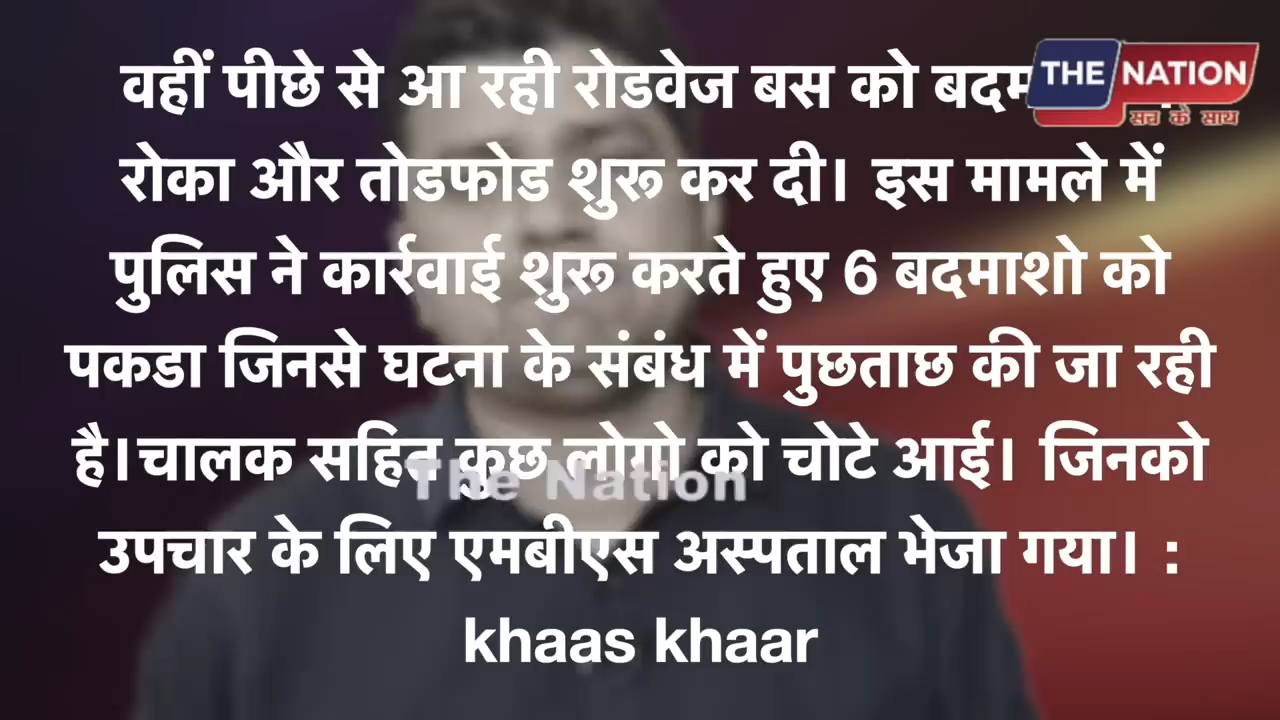 वहीं पीछे से आ रही रोडवेज बस को
THE NATION
सच के साथ
रोका और तोडफोड शुरू कर दी। इस मामले में
पुलिस ने कार्रवाई शुरू करते हुए 6 बदमाशो को
पकडा जिनसे घटना के संबंध में पुछताछ की जा रही
है।चालक सहित कुछ लोगो को चोटे आई। जिनको
The Nation
उपचार के लिए एमबीएस अस्पताल भेजा गया। :
khaas khaar